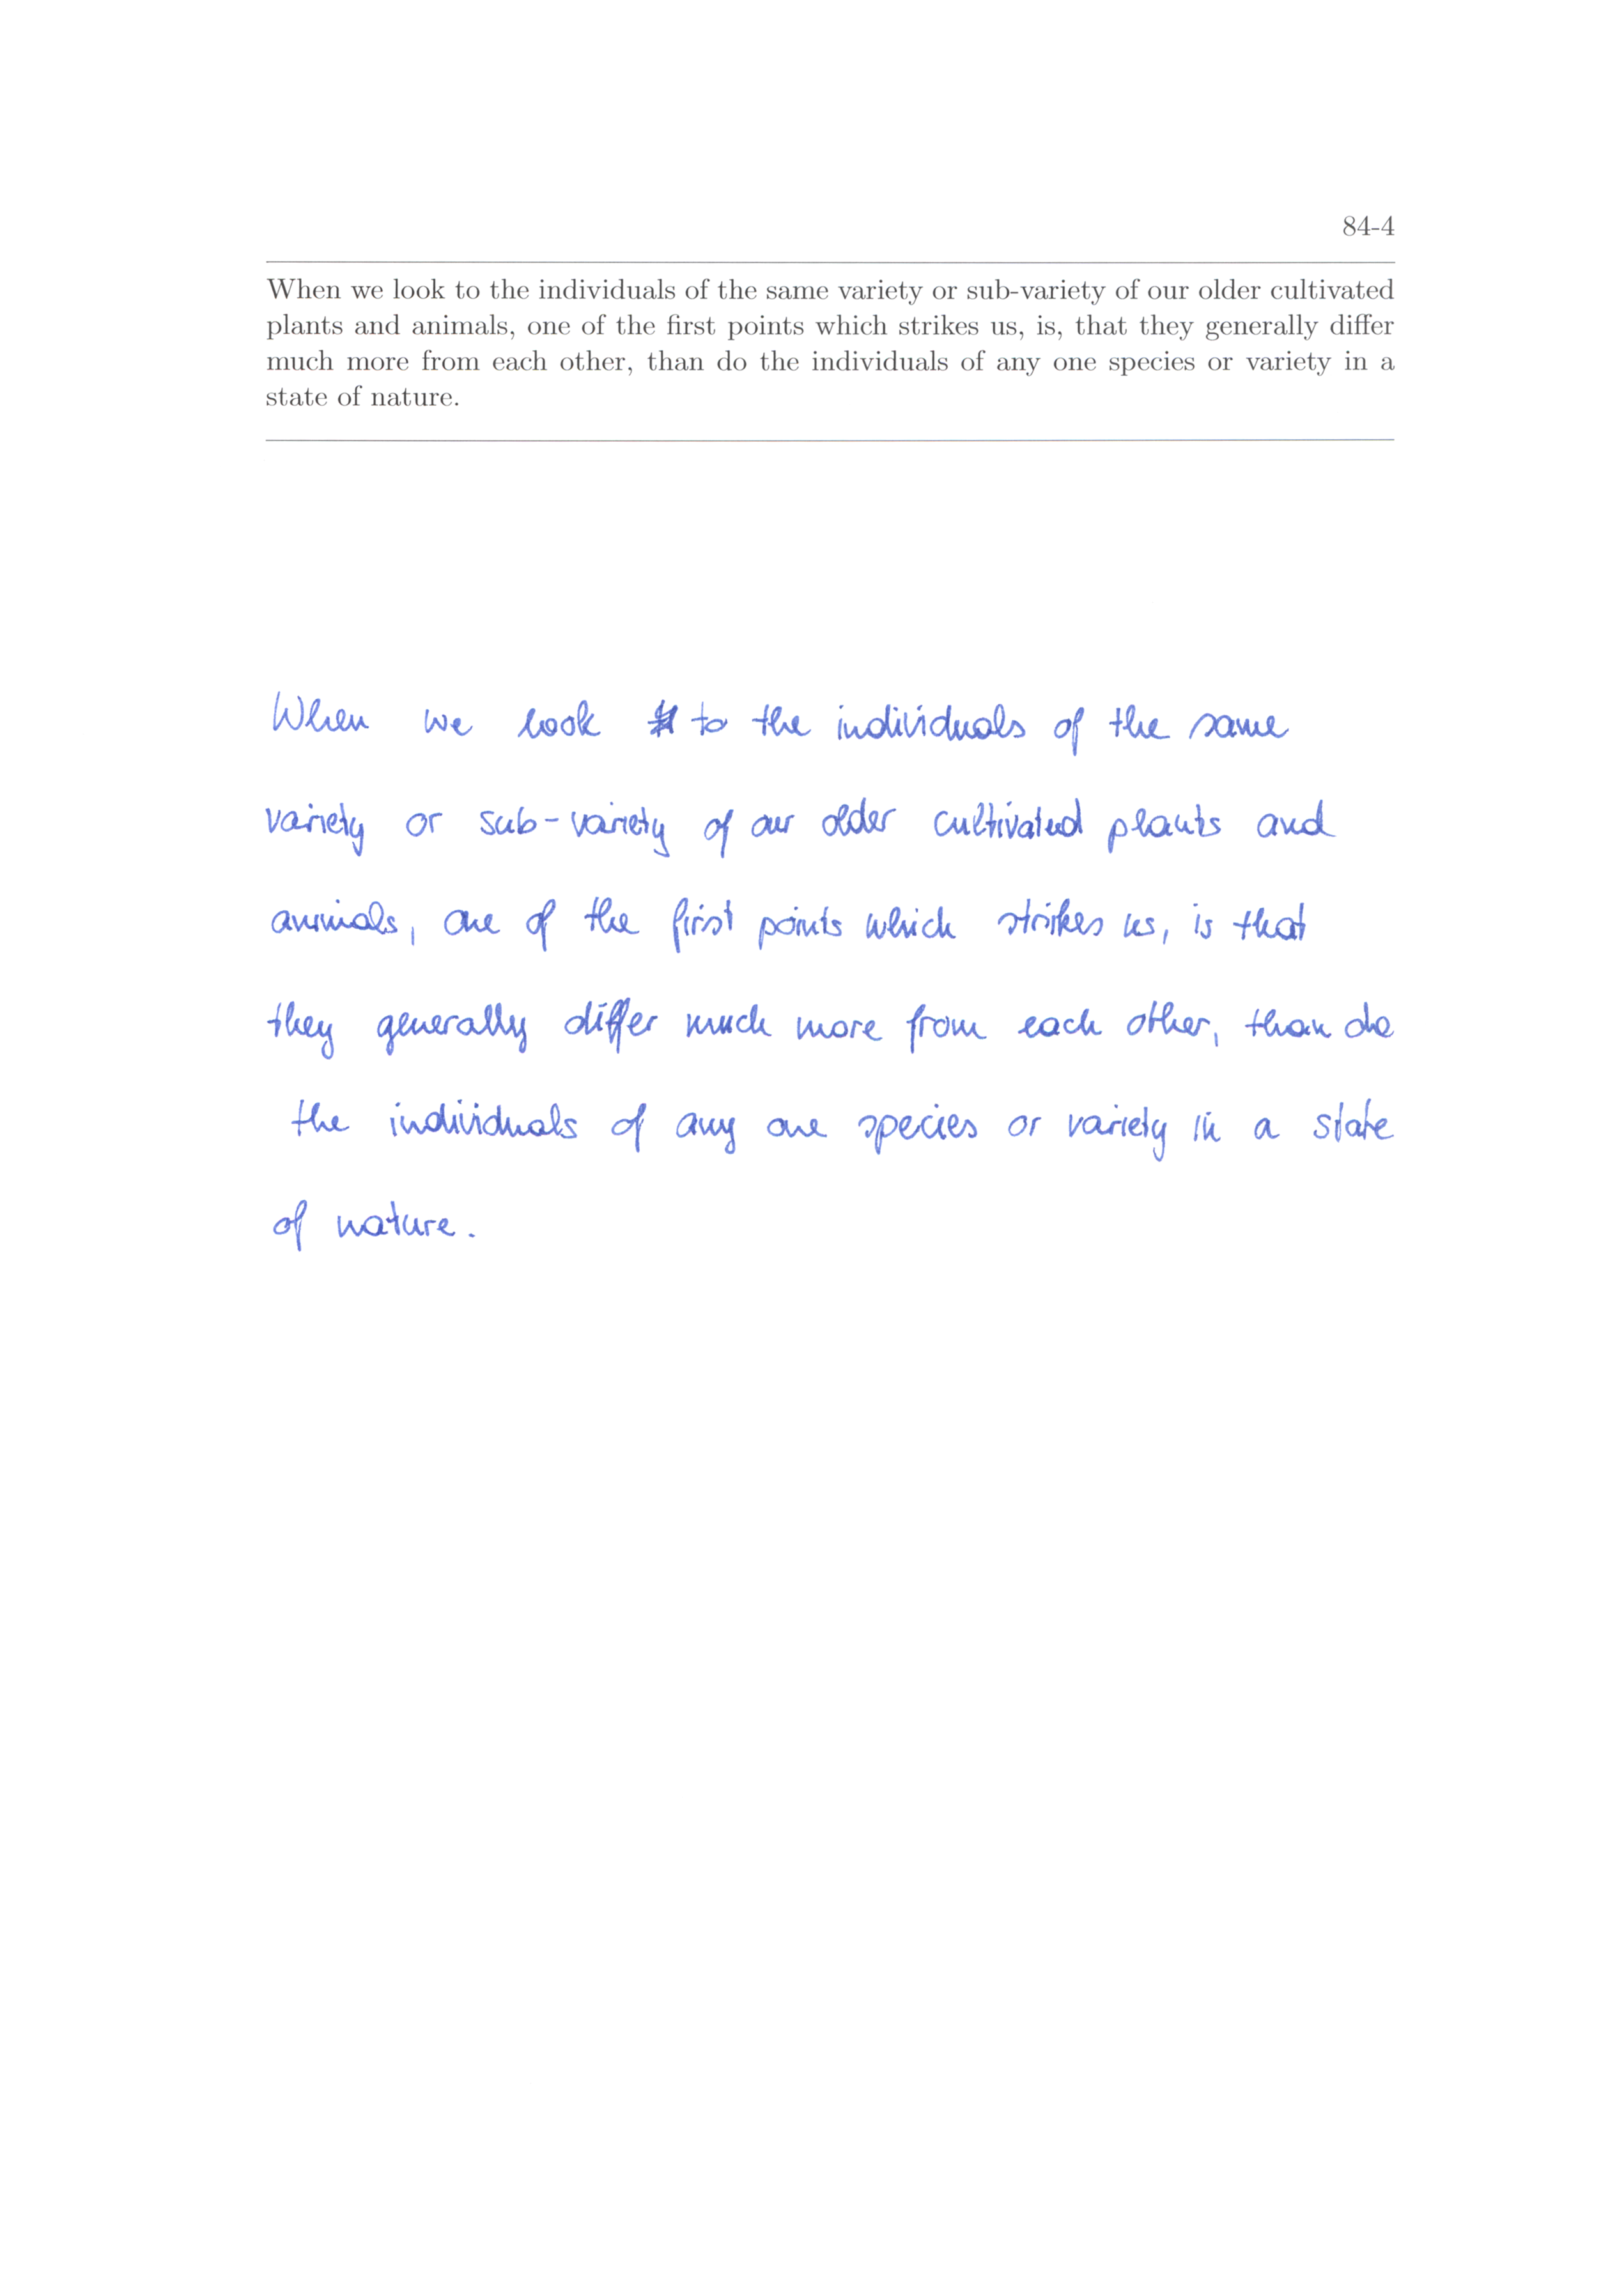 84-4
When we look to the individuals of the same variety or sub-variety of our older cultivated
plants and animals, one of the first points which strikes us, is, that they generally differ
much more from each other, than do the individuals of any one species or variety in a
state of nature.
When we look to the individuals of the same
variety or sub-variety of our older cultivated plants and
animals, one of the first points which strikes us, is that
they generally differ much more from each other, than do
the individuals of any one species or variety in a state
of nature.